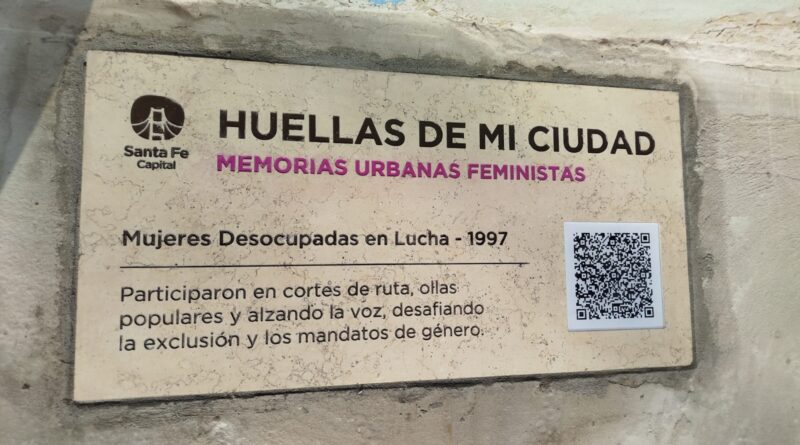 Santa Fe
Capital
HUELLAS DE MI CIUDAD
MEMORIAS URBANAS FEMINISTAS
Mujeres Desocupadas en Lucha - 1997
Participaron en cortes de ruta, ollas
populares y alzando la voz, desafiando
la exclusión y los mandatos de género.